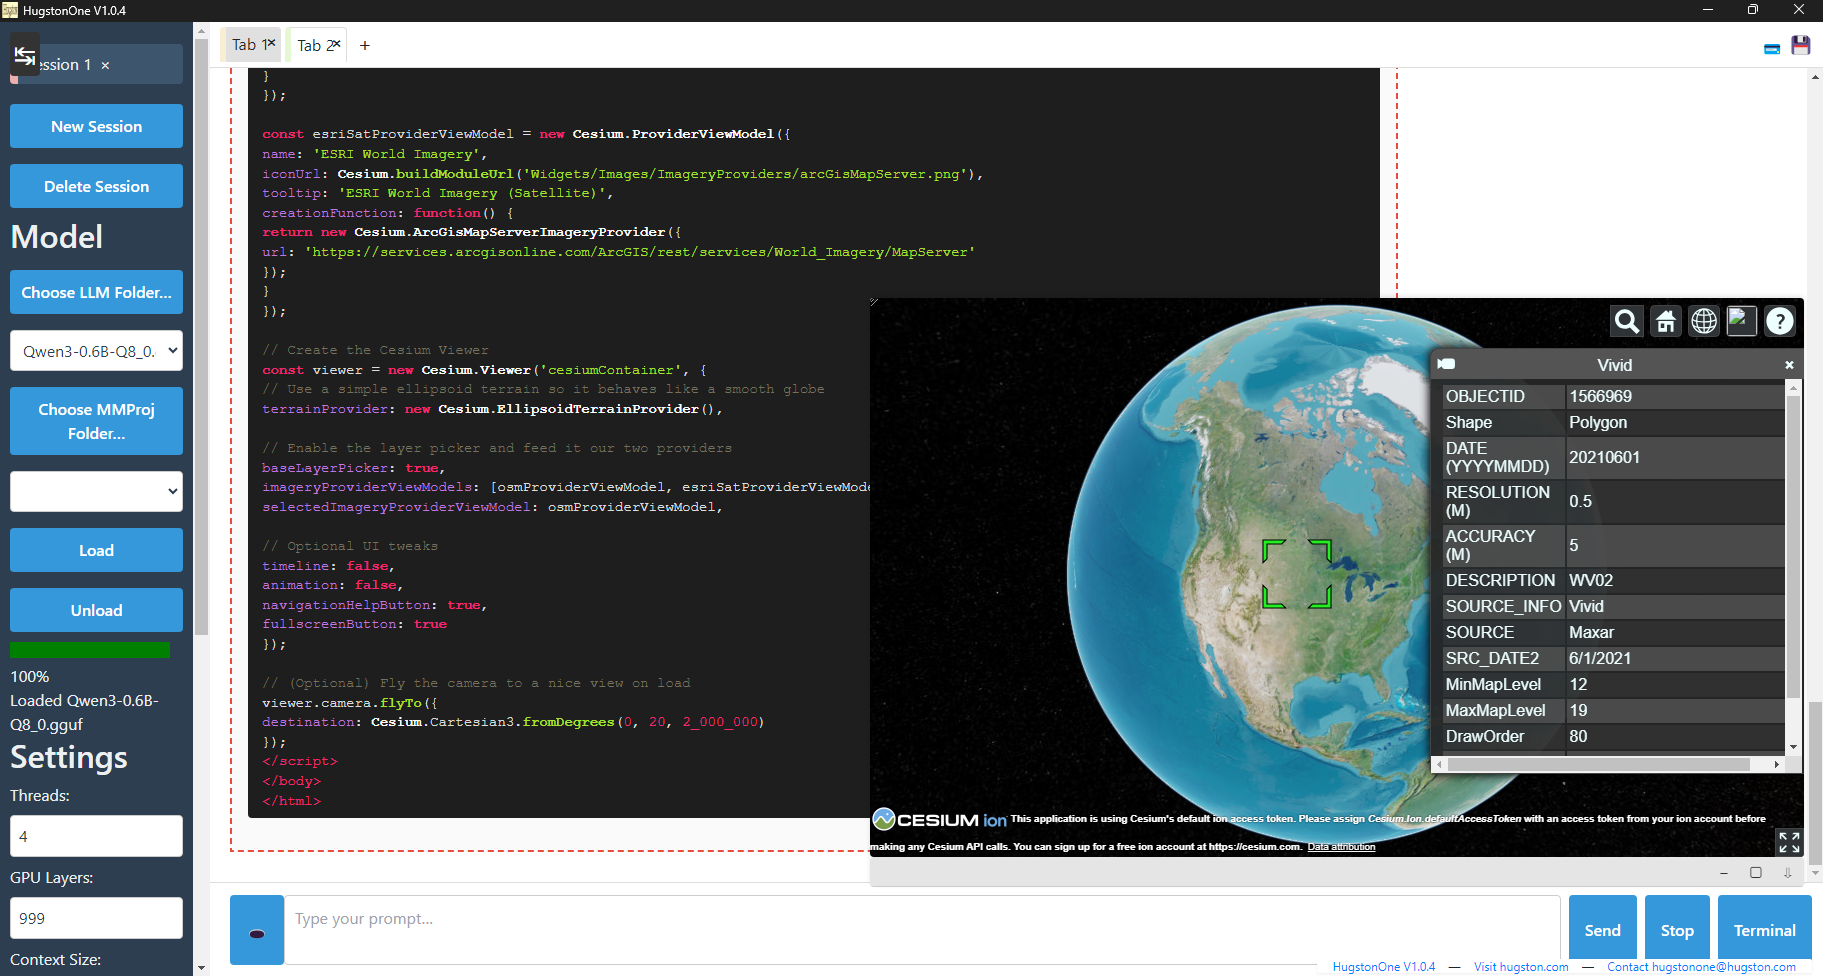 HugstonOne V1.0.4
ession 1 ×
New Session
Delete Session
Model
Choose LLM Folder...
Qwen3-0.6B-Q8_0.
Choose MMProj
Folder...
Load
Unload
100%
Loaded Qwen3-0.6B-
Q8_0.gguf
Settings
Threads:
4
GPU Layers:
999
Context Size:
Tab 1×
Tab 2×
+
}
});
const esriSatProviderViewModel = new Cesium.ProviderViewModel({
name: 'ESRI World Imagery',
iconUrl: Cesium.buildModuleUrl('Widgets/Images/ImageryProviders/arcGisMapServer.png'),
tooltip: 'ESRI World Imagery (Satellite)',
creationFunction: function() {
return new Cesium.ArcGisMapServerImageryProvider({
url: 'https://services.arcgisonline.com/ArcGIS/rest/services/World_Imagery/MapServer'
});
}
});
// Create the Cesium Viewer
const viewer = new Cesium.Viewer('cesiumContainer', {
// Use a simple ellipsoid terrain so it behaves like a smooth globe
terrainProvider: new Cesium.EllipsoidTerrainProvider(),
// Enable the layer picker and feed it our two providers
baseLayerPicker: true,
imageryProviderViewModels: [osmProviderViewModel, esriSatProviderViewMode
selectedImageryProviderViewModel: osmProviderViewModel,
// Optional UI tweaks
timeline: false,
animation: false,
navigationHelpButton: true,
fullscreenButton: true
});
// (Optional) Fly the camera to a nice view on load
viewer.camera.flyTo({
destination: Cesium.Cartesian3.fromDegrees(0, 20, 2_000_000)
});
</script>
</body>
</html>
?
Vivid
OBJECTID 1566969
Shape Polygon
DATE
(YYYYMMDD) 20210601
RESOLUTION
(M) 0.5
ACCURACY
(M) 5
DESCRIPTION WV02
SOURCE_INFO Vivid
SOURCE Maxar
SRC_DATE2 6/1/2021
MinMapLevel 12
MaxMapLevel 19
DrawOrder 80
CESIUM ion This application is using Cesium's default ion access token. Please assign Cesium.Ion.defaultAccessToken with an access token from your ion account before
making any Cesium API calls. You can sign up for a free ion account at https://cesium.com. Data attribution
Type your prompt...
Send
Stop
Terminal
HugstonOne V1.0.4 — Visit hugston.com — Contact hugstonone@hugston.com